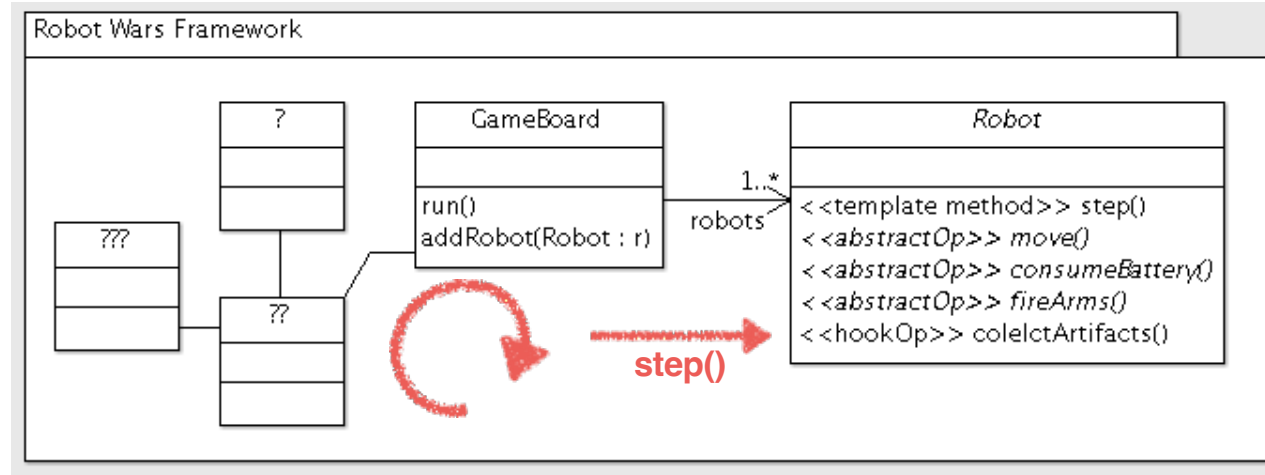 Robot Wars Framework
?
GameBoard
run()
addRobot(Robot : r)
1..*
robots
Robot
<<template method>> step()
<<abstractOp>> move()
<<abstractOp>> consumeBattery()
<<abstractOp>> fireArms()
<<hookOp>> colelctArtifacts()
???
??
step()